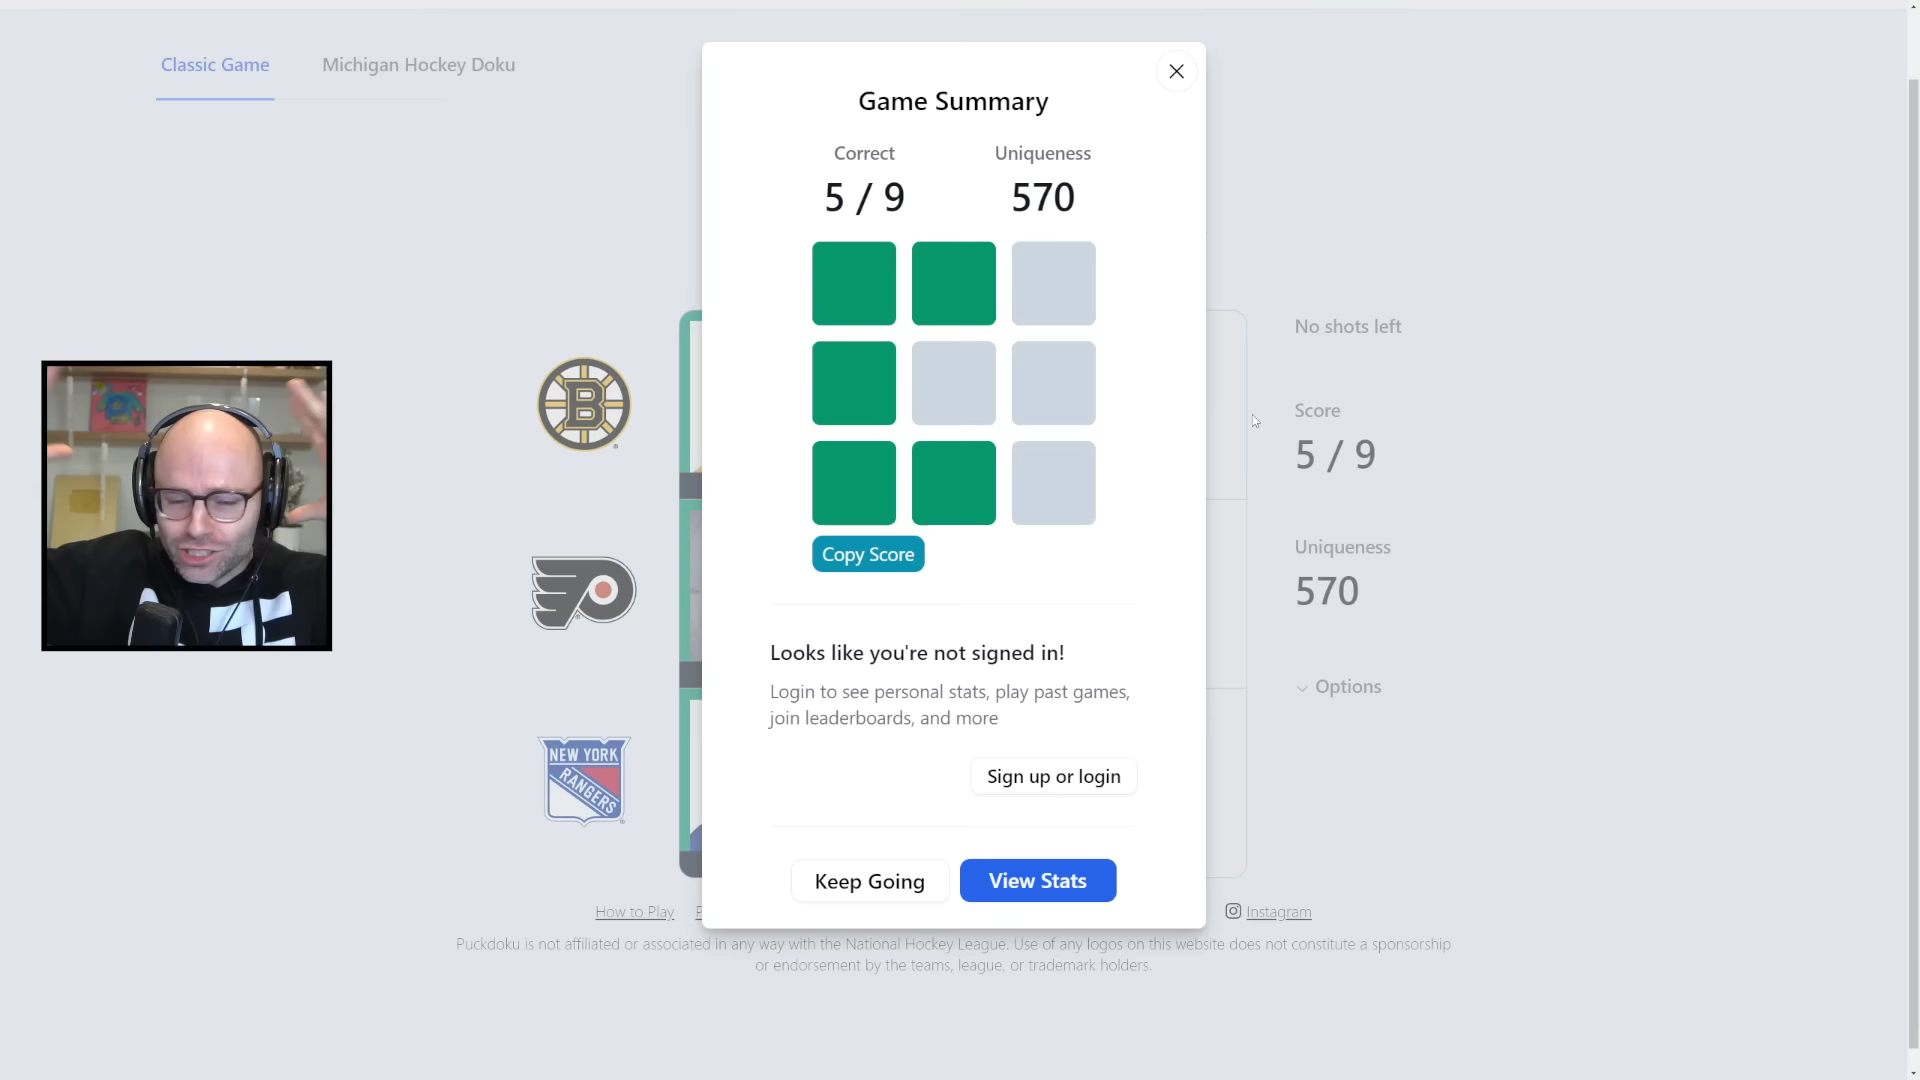 Classic Game
Michigan Hockey Doku
Game Summary
Correct
Uniqueness
5 / 9
570
No shots left
Score
5 / 9
Uniqueness
570
Options
B
NEW YORK
RANGERS
Copy Score
Looks like you're not signed in!
Login to see personal stats, play past games,
join leaderboards, and more
Sign up or login
Keep Going
View Stats
How to Play
P
Instagram
Puckdoku is not affiliated or associated in any way with the National Hockey League. Use of any logos on this website does not constitute a sponsorship
or endorsement by the teams, league, or trademark holders.